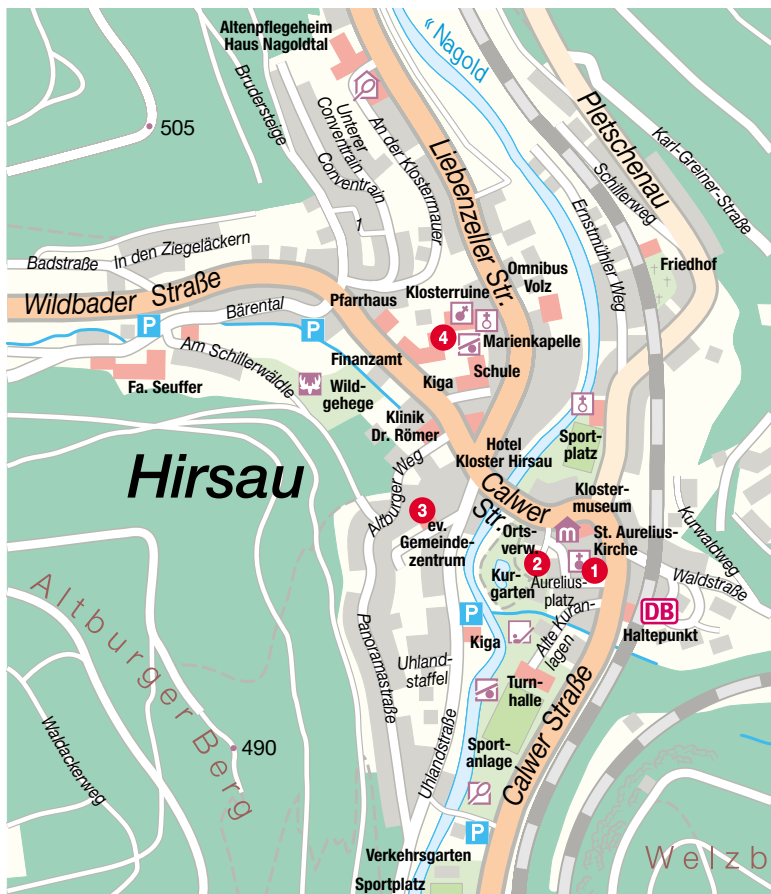 Altenpflegeheim
Haus Nagoldtal
« Nagold
Brudersteige
Unterer
Conventrain
Conventrain
An der Klostermauer
505
Liebenzeller Str.
Pletschenau
Karl-Greiner-Straße
Schillerweg
Ernstmühler Weg
1
In den Ziegeläckern
Badstraße
Wildbader Straße
Bärental
Pfarrhaus
Klosterruine
Omnibus
Volz
Friedhof
P
P
4
Marienkapelle
Am Schillerwäldle
Finanzamt
Kiga
Schule
Fa. Seuffer
Wild-
gehege
Klinik
Dr. Römer
Hotel
Kloster Hirsau
Sport-
platz
Hirsau
Altburger Weg
3
ev.
Gemeinde-
zentrum
Calwer
Str.
Kloster-
museum
m
St. Aurelius-
Kirche
Orts-
verw.
2
1
Kur-
garten
Aurelius-
platz
Kurwaldweg
Waldstraße
DB
Haltepunkt
P
Kiga
Alte Kuran-
lagen
Altburger
Berg
Panoramastraße
Uhland-
staffel
Turn-
halle
Uhlandstraße
Calwer Straße
Sport-
anlage
Waldackerweg
490
P
Verkehrsgarten
Sportplatz
Welzb